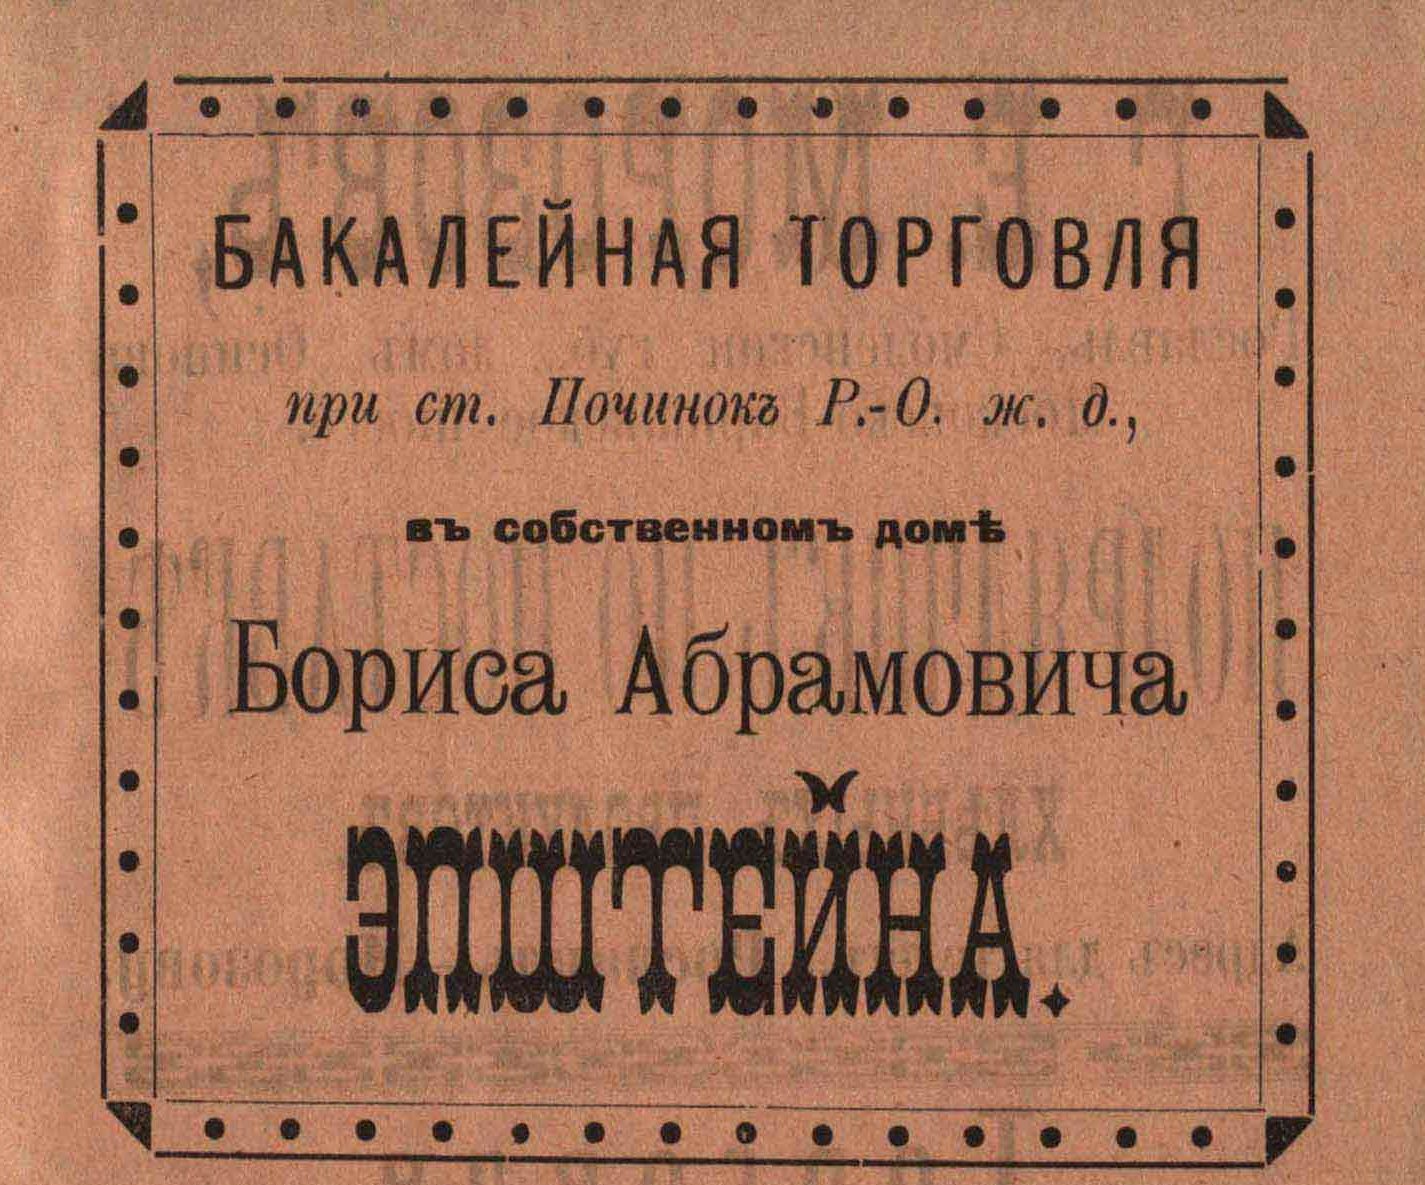 БАКАЛЕЙНАЯ ТОРГОВЛЯ
при ст. Починокъ Р.-О. ж. д.,
въ собственномъ домѣ
Бориса Абрамовича
ЭПШТЕЙНА.